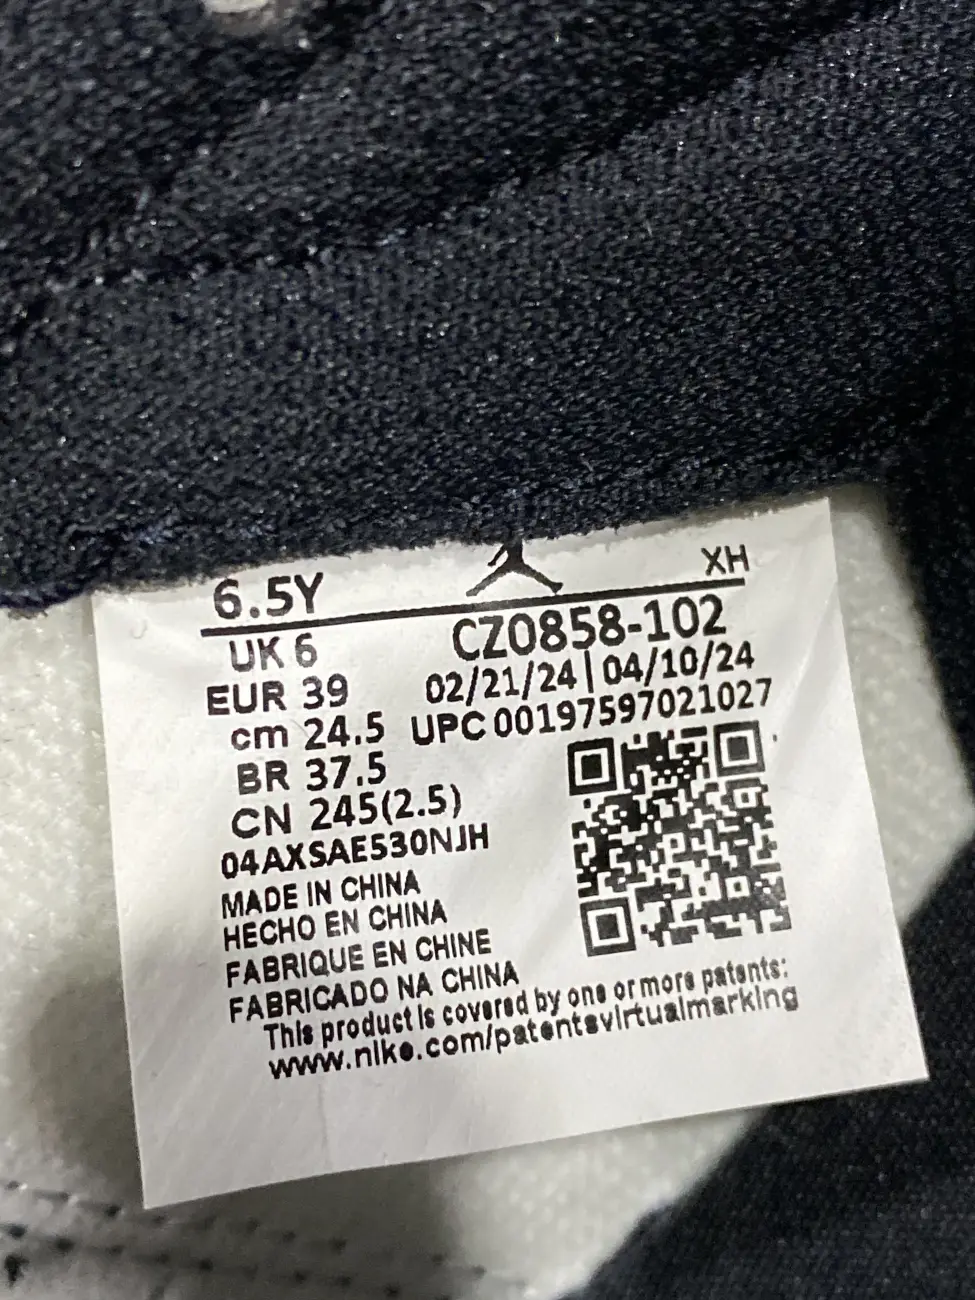 6.5Y XH
UK 6 CZ0858-102
EUR 39 02/21/24 | 04/10/24
cm 24.5 UPC 00197597021027
BR 37.5
CN 245(2.5)
04AXSAE530NJH
MADE IN CHINA
HECHO EN CHINA
FABRIQUE EN CHINE
FABRICADO NA CHINA
This product is covered by one or more patents:
www.nike.com/patentsvirtualmarking